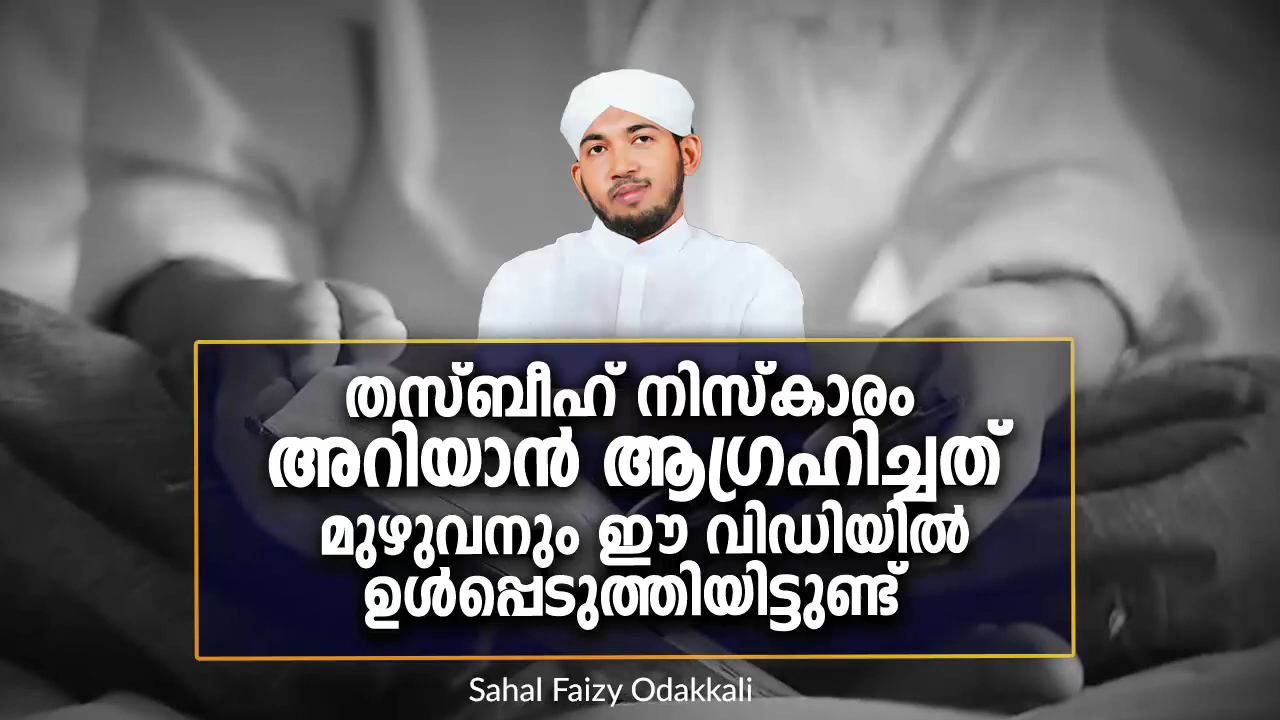 തസ്ബീഹ് നിസ്കാരം
അറിയാൻ ആഗ്രഹിച്ചത്
മുഴുവനും ഈ വിഡിയിൽ
ഉൾപ്പെടുത്തിയിട്ടുണ്ട്
Sahal Faizy Odakkali